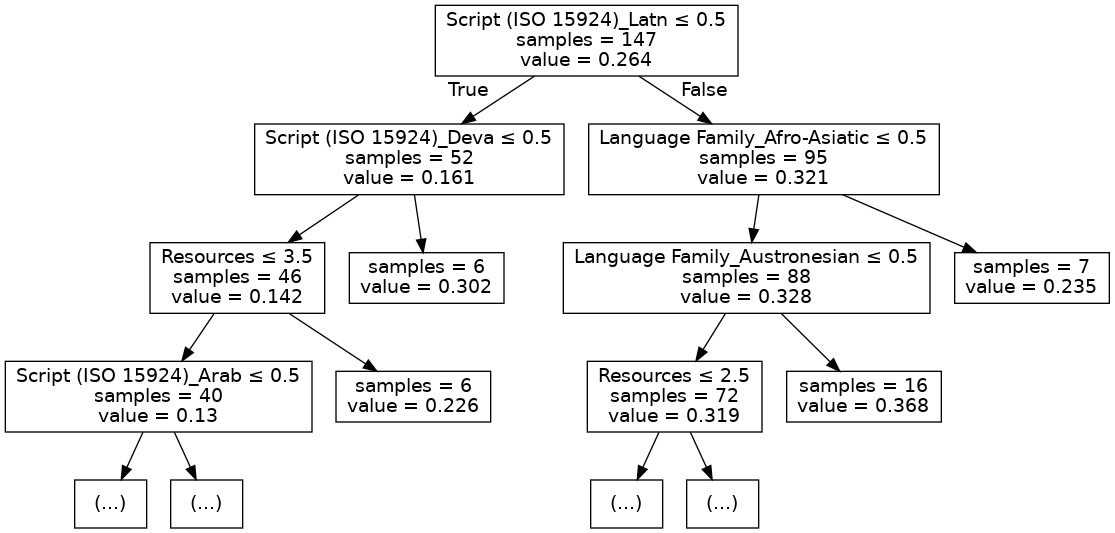 Script (ISO 15924)_Latn ≤ 0.5
samples = 147
value = 0.264
True
False
Script (ISO 15924)_Deva ≤ 0.5
samples = 52
value = 0.161
Language Family_Afro-Asiatic ≤ 0.5
samples = 95
value = 0.321
Resources ≤ 3.5
samples = 46
value = 0.142
samples = 6
value = 0.302
Language Family_Austronesian ≤ 0.5
samples = 88
value = 0.328
samples = 7
value = 0.235
Script (ISO 15924)_Arab ≤ 0.5
samples = 40
value = 0.13
samples = 6
value = 0.226
Resources ≤ 2.5
samples = 72
value = 0.319
samples = 16
value = 0.368
(...)
(...)
(...)
(...)